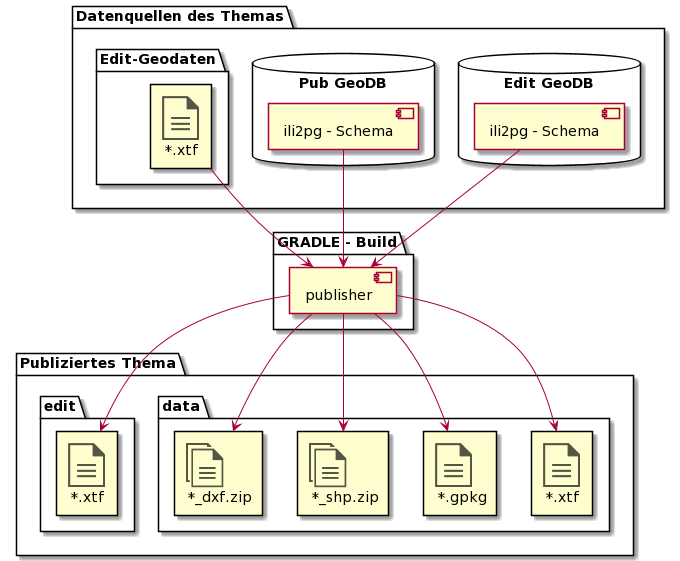 Datenquellen des Themas
Edit-Geodaten
*.xtf
Pub GeoDB
ili2pg - Schema
Edit GeoDB
ili2pg - Schema
GRADLE - Build
publisher
Publiziertes Thema
edit
*.xtf
data
*_dxf.zip
*_shp.zip
*.gpkg
*.xtf